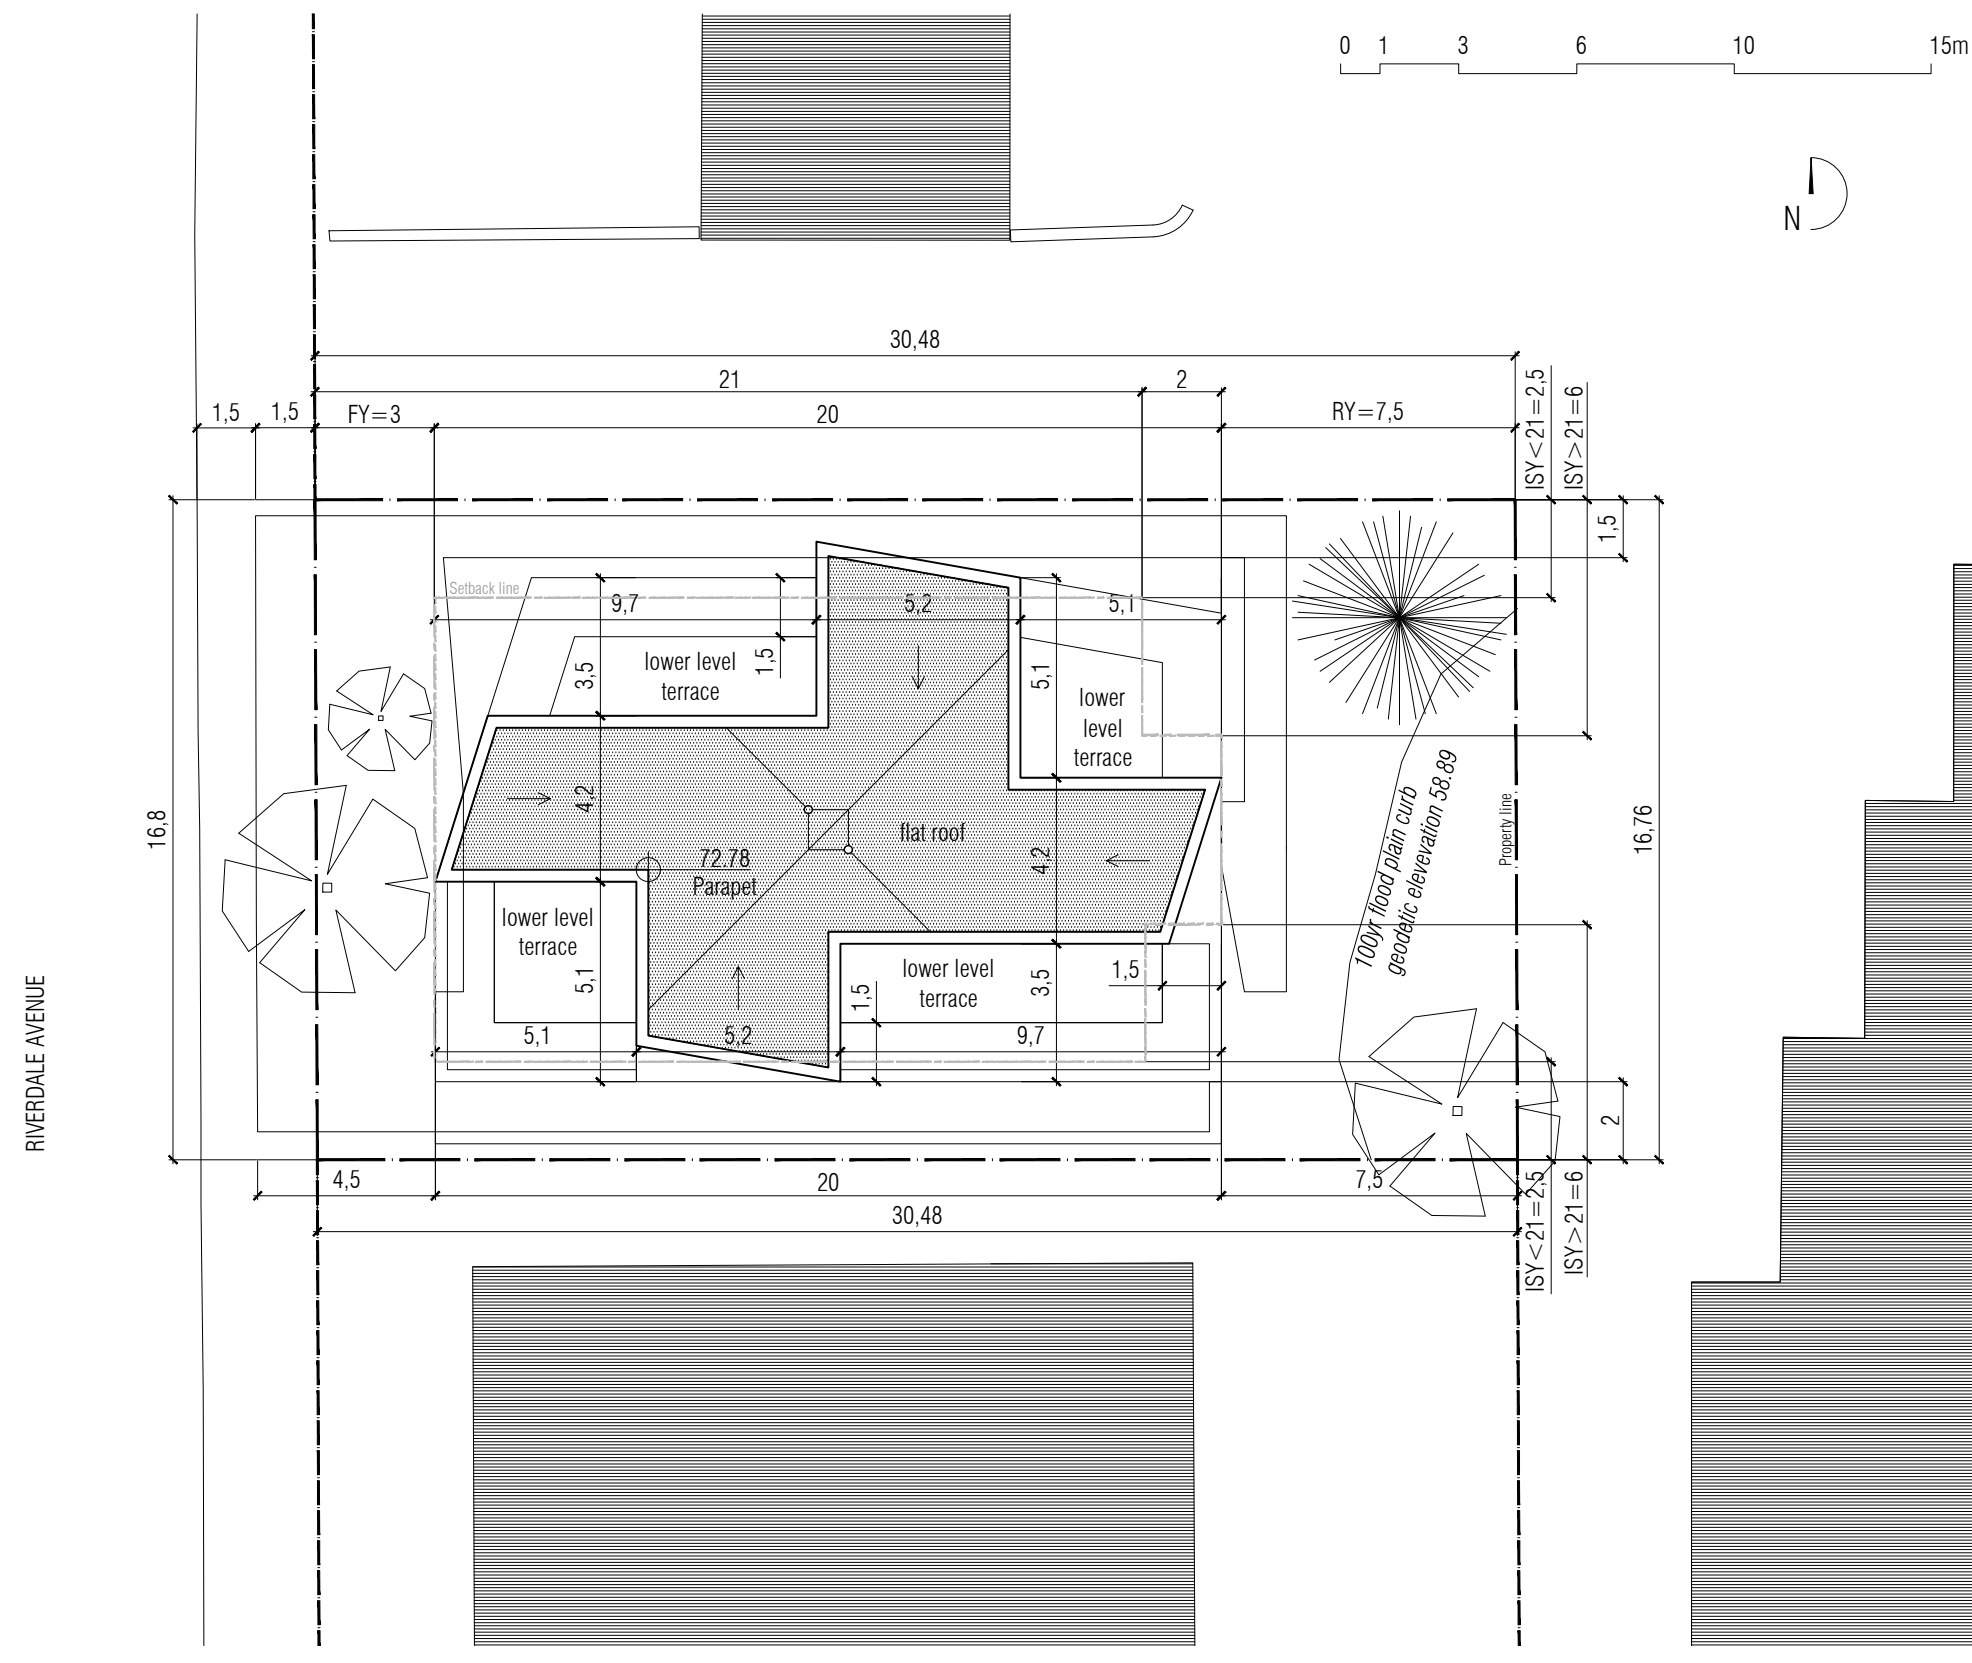 0 1 3 6 10 15m
N
30,48
21 2
1,5 1,5 FY=3 20 RY=7,5
ISY<21=2,5
ISY>21=6
1,5
Setback line
9,7 5,2 5,1
lower level
terrace
3,5
1,5
5,1
lower
level
terrace
16,8
4,2
flat roof
72.78
Parapet
4,2
100yr flood plain curb
geodetic elevevation 58.89
Property line
16,76
lower level
terrace
5,1
lower level
terrace
1,5
3,5
1,5
5,1 5,2 9,7
RIVERDALE AVENUE
2
4,5 20 7,5
30,48
ISY<21=2,5
ISY>21=6